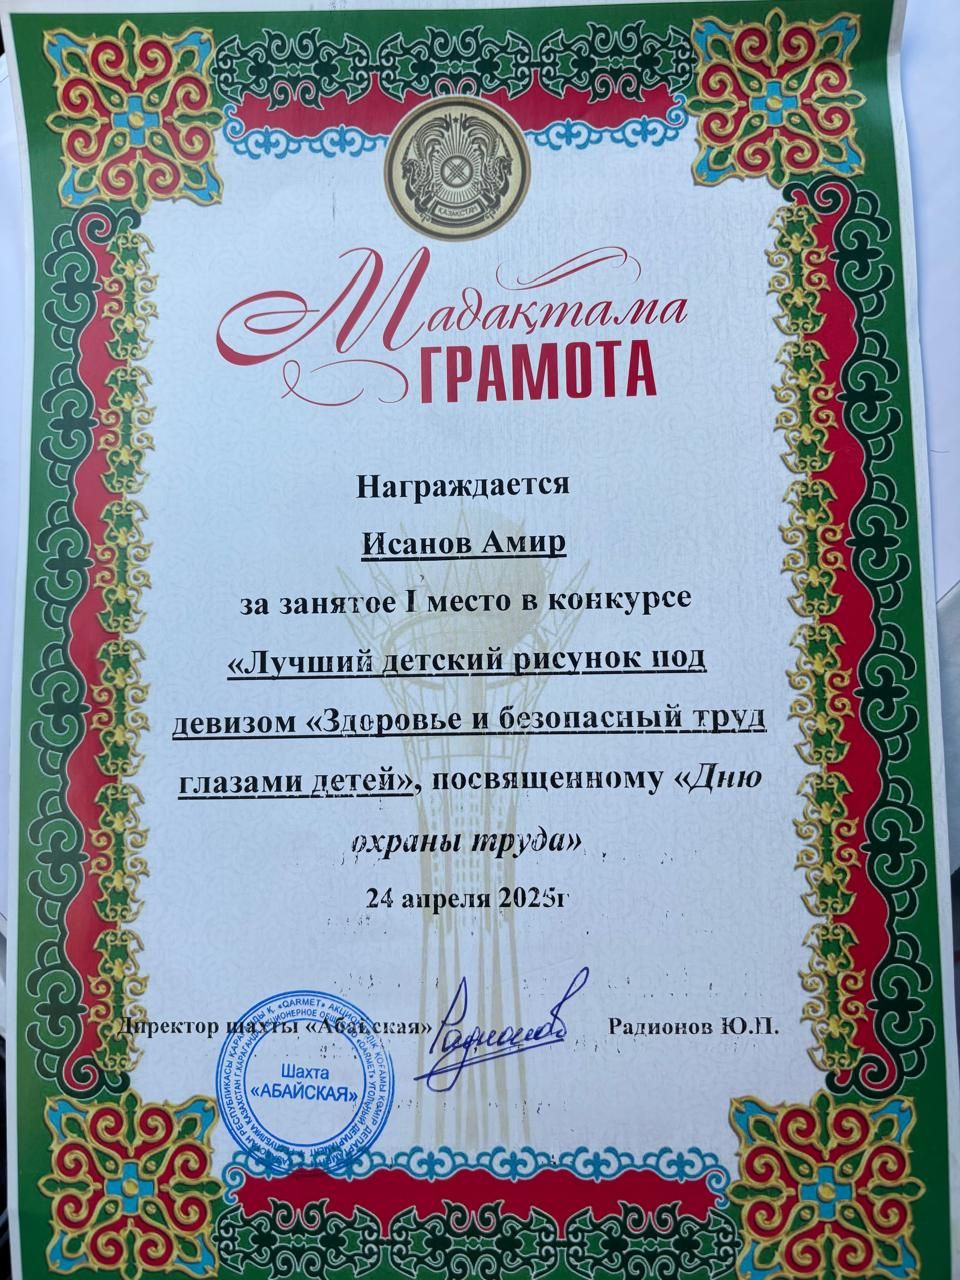 ҚАЗАҚСТАН
Мадақтама
ГРАМОТА
Награждается
Исанов Амир
за занятое I место в конкурсе
«Лучший детский рисунок под
девизом «Здоровье и безопасный труд
глазами детей», посвященному «Дню
охраны труда»
24 апреля 2025г
Директор шахты «Абайская»
Радионов Ю.П.
Шахта
«АБАЙСКАЯ»